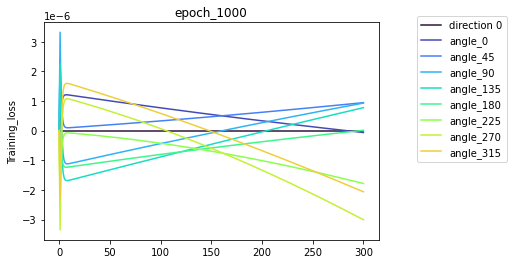 epoch_1000
1e−6
3
2
1
0
−1
−2
−3
Training_loss
0
50
100
150
200
250
300
direction 0
angle_0
angle_45
angle_90
angle_135
angle_180
angle_225
angle_270
angle_315